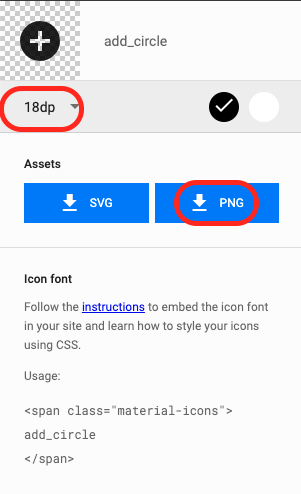 add_circle
18dp
Assets
SVG
PNG
Icon font
Follow the instructions to embed the icon font
in your site and learn how to style your icons
using CSS.
Usage:
<span class="material-icons">
add_circle
</span>